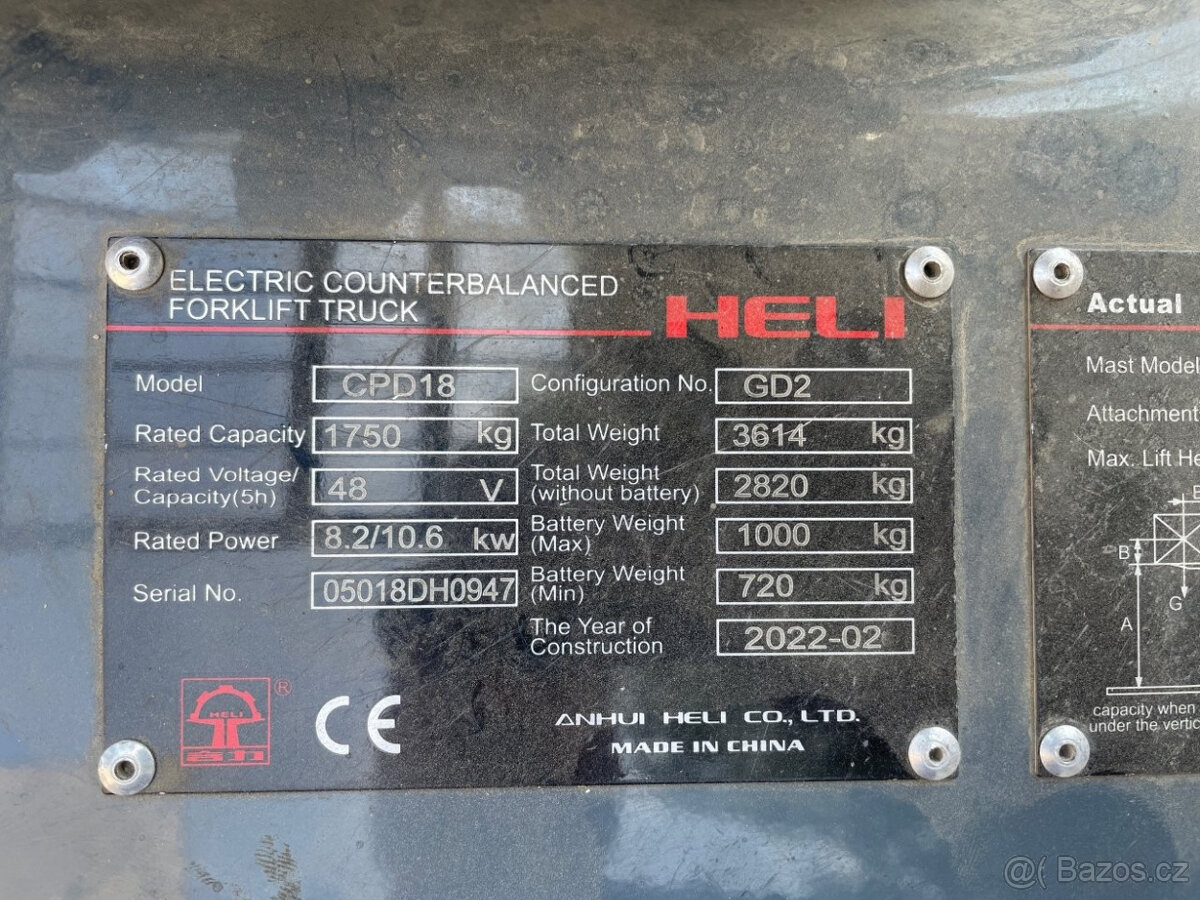 ELECTRIC COUNTERBALANCED
FORKLIFT TRUCK
HELI
Model CPD18 Configuration No. GD2
Rated Capacity 1750 kg Total Weight 3614 kg
Rated Voltage/
Capacity(5h) 48 V Total Weight
(without battery) 2820 kg
Rated Power 8.2/10.6 kw Battery Weight
(Max) 1000 kg
Serial No. 05018DH0947 Battery Weight
(Min) 720 kg
The Year of
Construction 2022-02
HELI ®
合力
CE
ANHUI HELI CO., LTD.
MADE IN CHINA
Actual
Mast Model
Attachment
Max. Lift He
B
G
A
capacity when
under the vertic
@( Bazos.cz